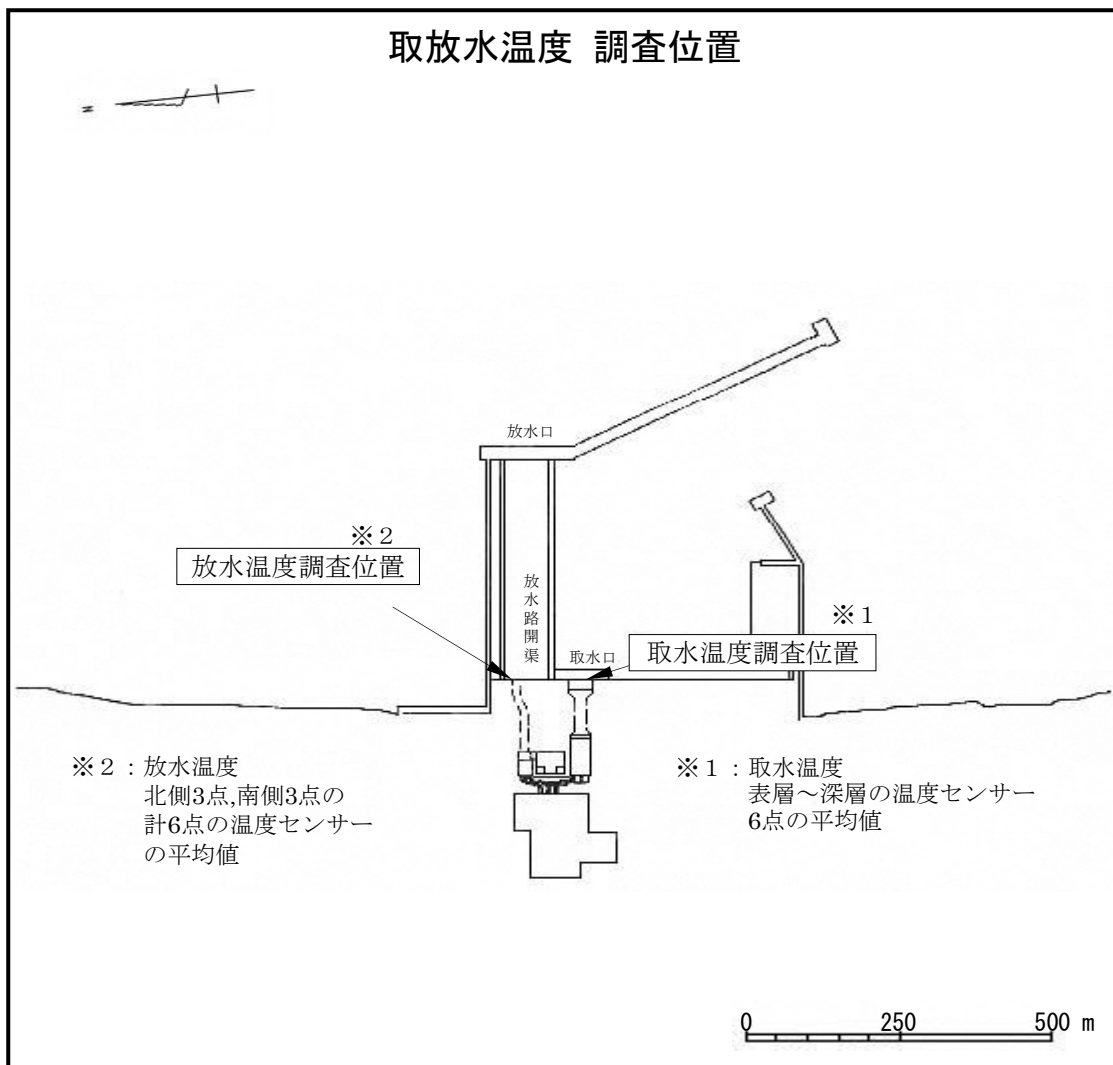 取放水温度 調査位置
N
放水口
※2
放水温度調査位置
放水路開渠
※1
取水口
取水温度調査位置
※2：放水温度
北側3点,南側3点の
計6点の温度センサー
の平均値
※1：取水温度
表層～深層の温度センサー
6点の平均値
0 250 500 m